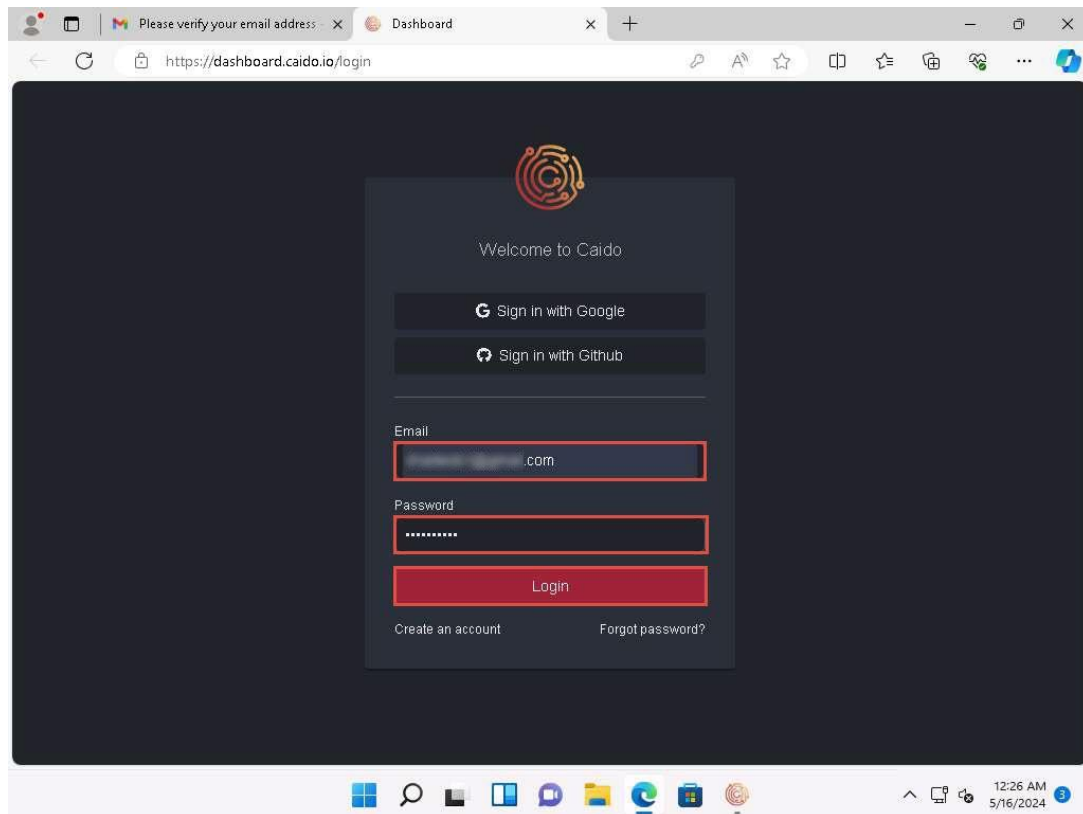 Please verify your email address -
Dashboard
https://dashboard.caido.io/login
Welcome to Caido
G Sign in with Google
Sign in with Github
Email
.com
Password
Login
Create an account Forgot password?
12:26 AM
5/16/2024
3